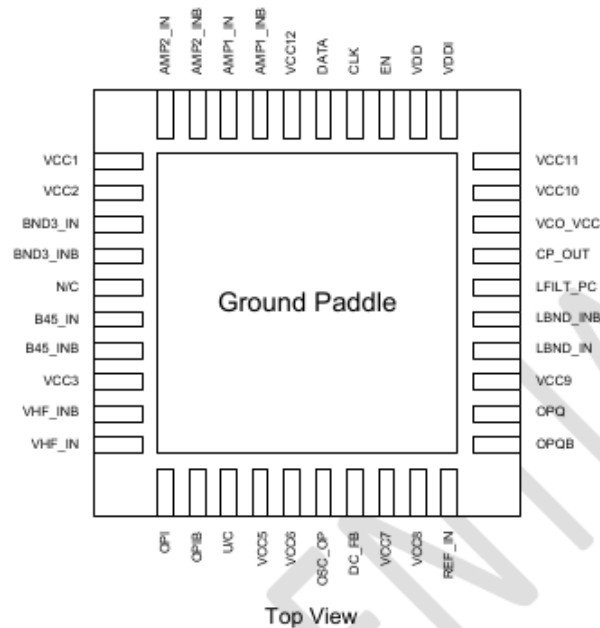 AMP2_IN
AMP2_INB
AMP1_IN
AMP1_INB
VCC12
DATA
CLK
EN
VDD
VDDI
VCC1
VCC2
BND3_IN
BND3_INB
N/C
B45_IN
B45_INB
VCC3
VHF_INB
VHF_IN
Ground Paddle
VCC11
VCC10
VCO_VCC
CP_OUT
LFILT_PC
LBND_INB
LBND_IN
VCC9
OPQ
OPQB
OPI
OPIB
U/C
VCC5
VCC6
OSC_OP
DC_FB
VCC7
VCC8
REF_IN
Top View